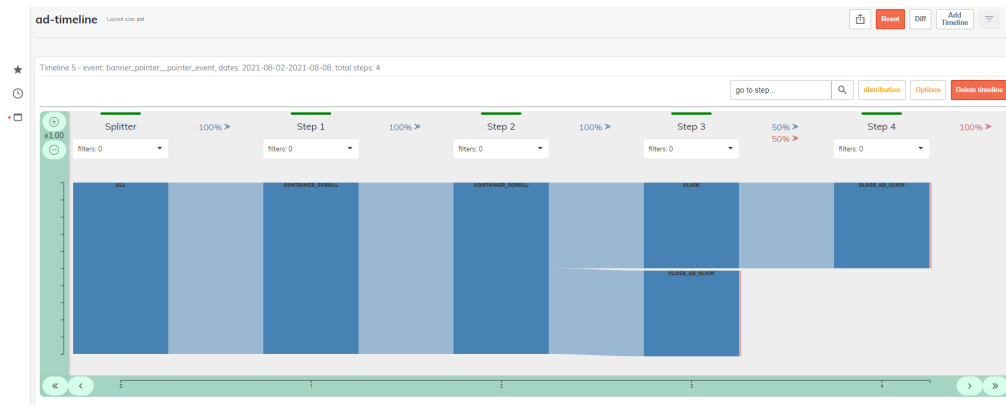 ad-timeline Layout size: xxl
Reset Diff Add Timeline
Timeline 5 - event: banner_pointer__pointer_event, dates: 2021-08-02-2021-08-08, total steps: 4
go to step... distribution Options Delete timeline
x1.00
Splitter 100% Step 1 100% Step 2 100% Step 3 50% 50% Step 4 100%
filters: 0 filters: 0 filters: 0 filters: 0 filters: 0
ALL CONTAINER_SCROLL CONTAINER_SCROLL CLICK CLOSE_AD_CLICK
CLOSE_AD_CLICK
0 1 2 3 4